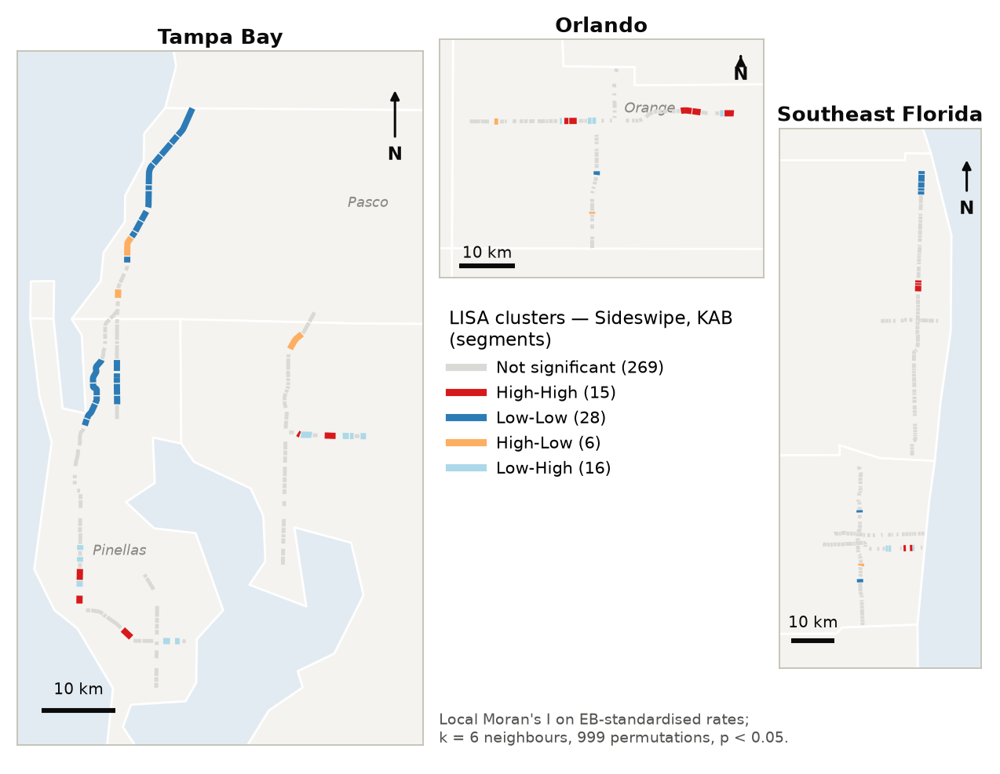 Tampa Bay
N
Pasco
Pinellas
10 km
Orlando
N
Orange
10 km
Southeast Florida
N
10 km
LISA clusters — Sideswipe, KAB
(segments)
Not significant (269)
High-High (15)
Low-Low (28)
High-Low (6)
Low-High (16)
Local Moran's I on EB-standardised rates;
k = 6 neighbours, 999 permutations, p < 0.05.